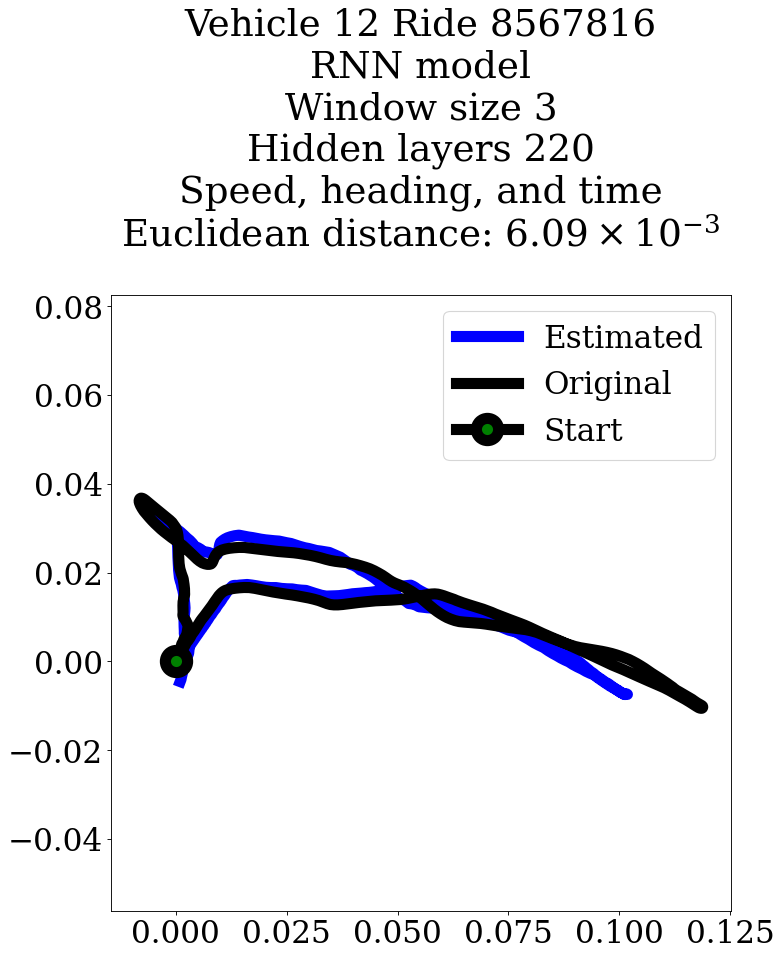 Vehicle 12 Ride 8567816
RNN model
Window size 3
Hidden layers 220
Speed, heading, and time
Euclidean distance: 6.09 × 10⁻³
Estimated
Original
Start
0.08
0.06
0.04
0.02
0.00
−0.02
−0.04
0.000 0.025 0.050 0.075 0.100 0.125